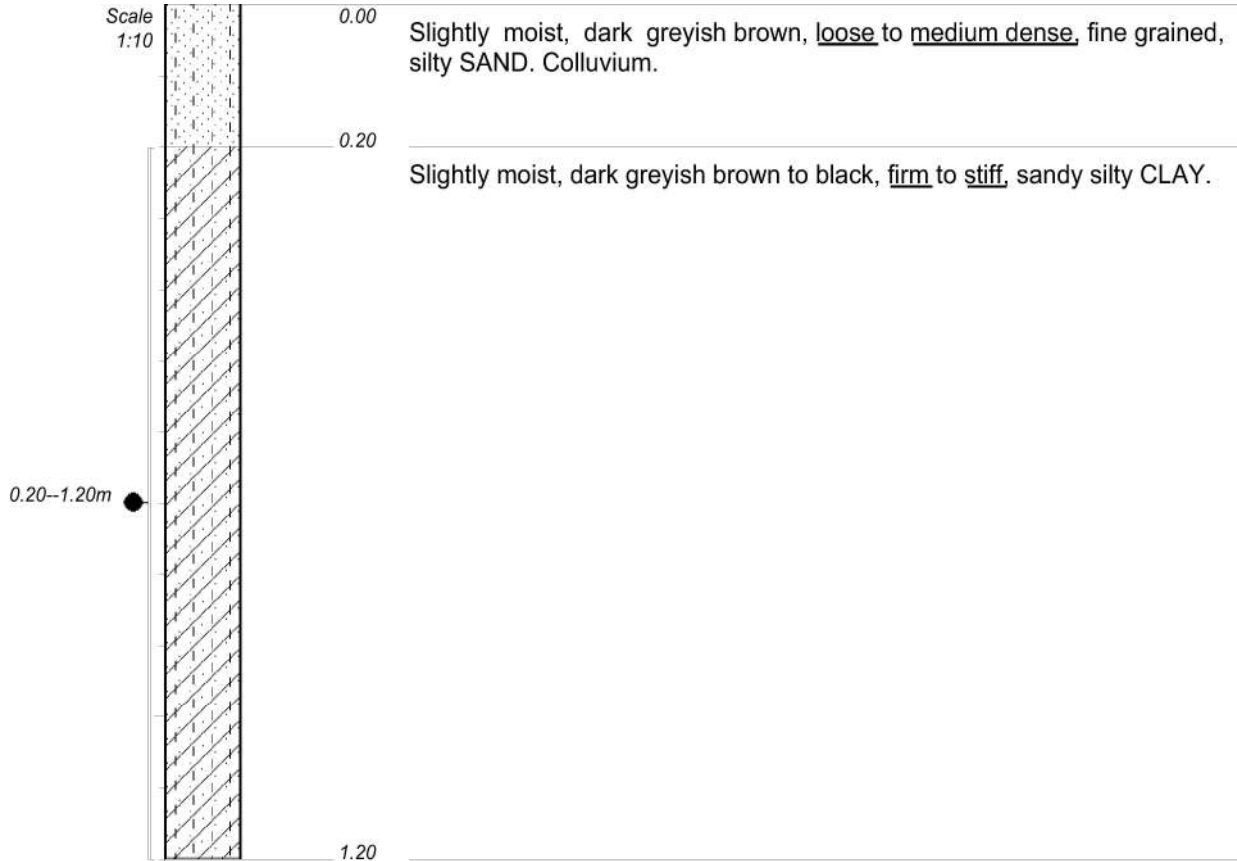 Scale
1:10
0.00
Slightly moist, dark greyish brown, loose to medium dense, fine grained,
silty SAND. Colluvium.
0.20
Slightly moist, dark greyish brown to black, firm to stiff, sandy silty CLAY.
0.20--1.20m
1.20